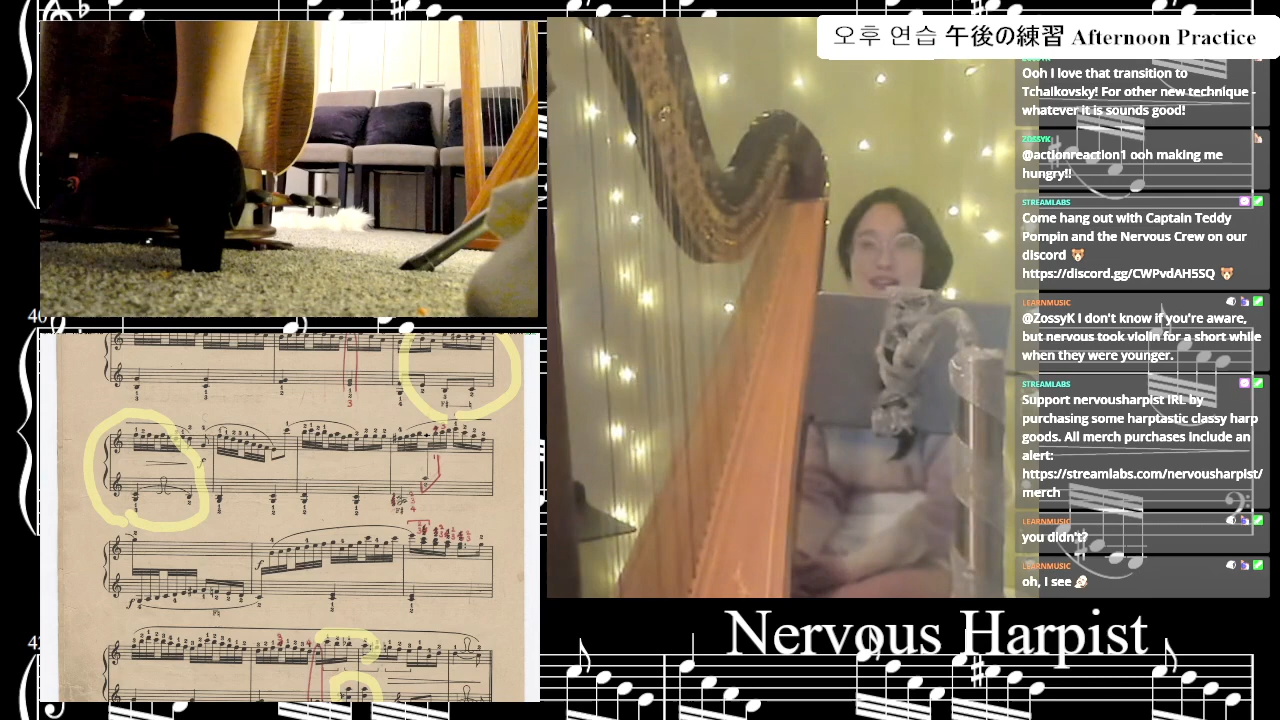 오후 연습 午後の練習 Afternoon Practice
Ooh I love that transition to
Tchaikovsky! For other new technique -
whatever it is sounds good!
ZOSSYK
@actionreaction1 ooh making me
hungry!!
STREAMLABS
Come hang out with Captain Teddy
Pompin and the Nervous Crew on our
discord
https://discord.gg/CWPvdAH5SQ
LEARNMUSIC
@ZossyK I don't know if you're aware,
but nervous took violin for a short while
when they were younger.
STREAMLABS
Support nervousharpist IRL by
purchasing some harptastic classy harp
goods. All merch purchases include an
alert:
https://streamlabs.com/nervousharpist/
merch
LEARNMUSIC
you didn't?
LEARNMUSIC
oh, I see
Nervous Harpist